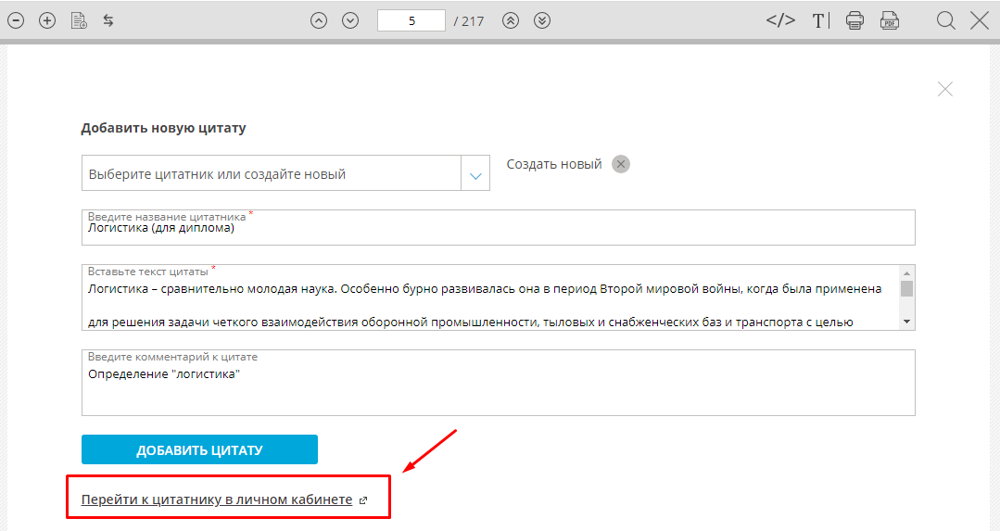 5 / 217 </> T| PDF
Добавить новую цитату
Выберите цитатник или создайте новый Создать новый
Введите название цитатника *
Логистика (для диплома)
Вставьте текст цитаты *
Логистика – сравнительно молодая наука. Особенно бурно развивалась она в период Второй мировой войны, когда была применена
для решения задачи четкого взаимодействия оборонной промышленности, тыловых и снабженческих баз и транспорта с целью
Введите комментарий к цитате
Определение "логистика"
ДОБАВИТЬ ЦИТАТУ
Перейти к цитатнику в личном кабинете